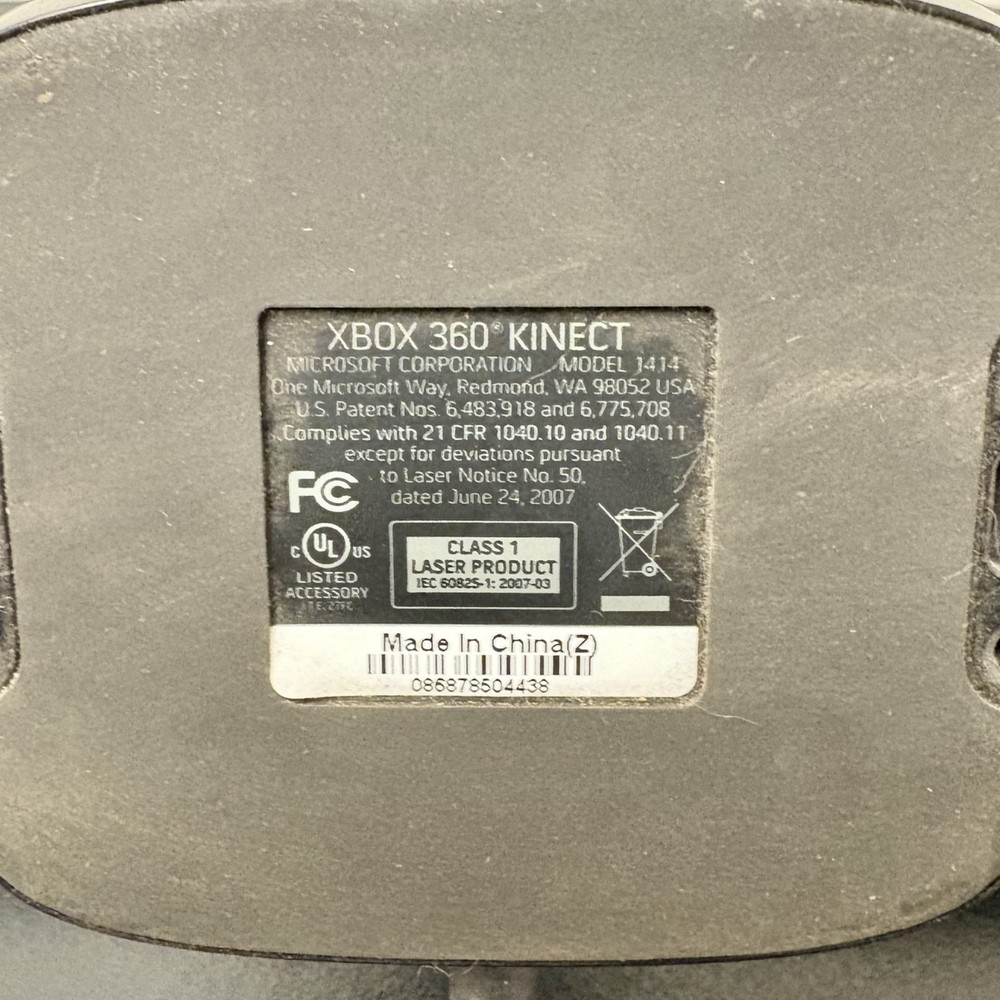 XBOX 360® KINECT
MICROSOFT CORPORATION MODEL 1414
One Microsoft Way, Redmond, WA 98052 USA
U.S. Patent Nos. 6,483,918 and 6,775,708
Complies with 21 CFR 1040.10 and 1040.11
except for deviations pursuant
to Laser Notice No. 50,
dated June 24, 2007
FC
C UL US
LISTED
ACCESSORY
CLASS 1
LASER PRODUCT
IEC 60825-1: 2007-03
Made In China(Z)
086878504438